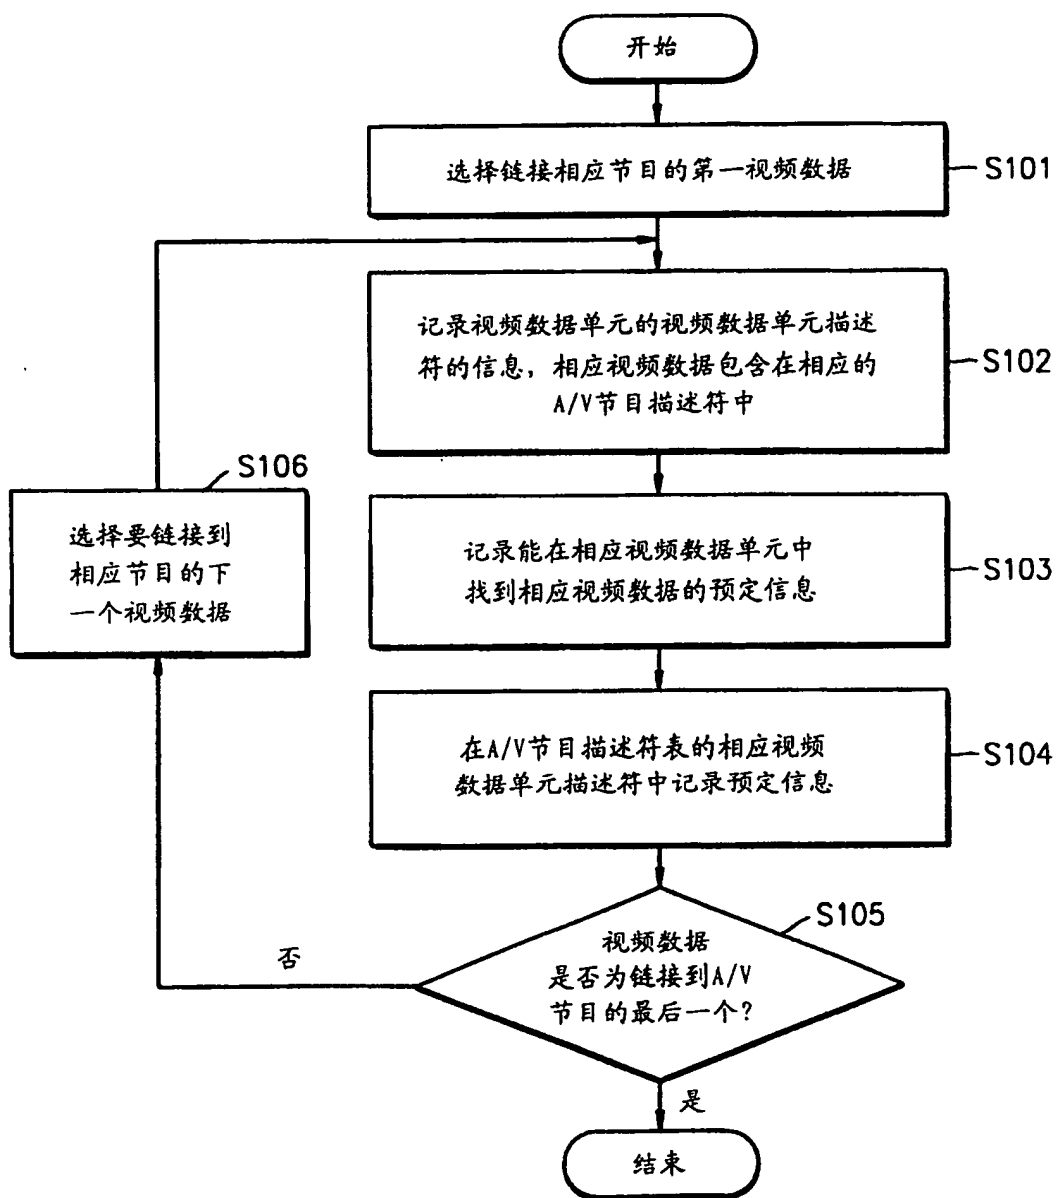 开始
选择链接相应节目的第一视频数据
S101
记录视频数据单元的视频数据单元描述
符的信息，相应视频数据包含在相应的
A/V节目描述符中
S102
S106
选择要链接到
相应节目的下
一个视频数据
记录能在相应视频数据单元中
找到相应视频数据的预定信息
S103
在A/V节目描述符表的相应视频
数据单元描述符中记录预定信息
S104
S105
视频数据
是否为链接到A/V
节目的最后一个?
否
是
结束